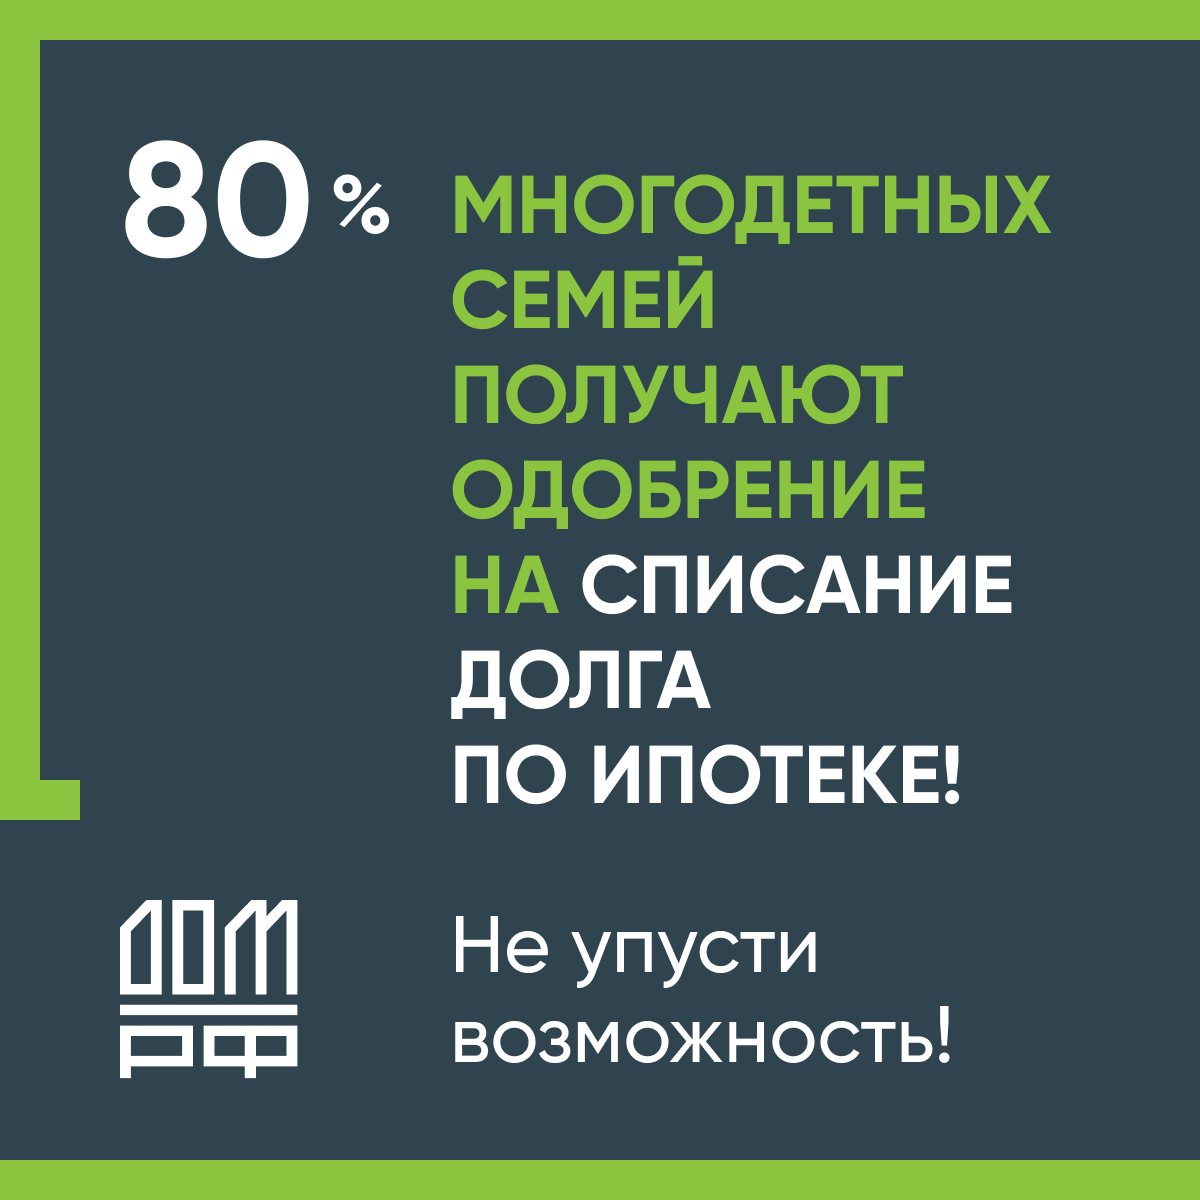 80% МНОГОДЕТНЫХ
СЕМЕЙ
ПОЛУЧАЮТ
ОДОБРЕНИЕ
НА СПИСАНИЕ
ДОЛГА
ПО ИПОТЕКЕ!
ДОМ
РФ
Не упусти
возможность!